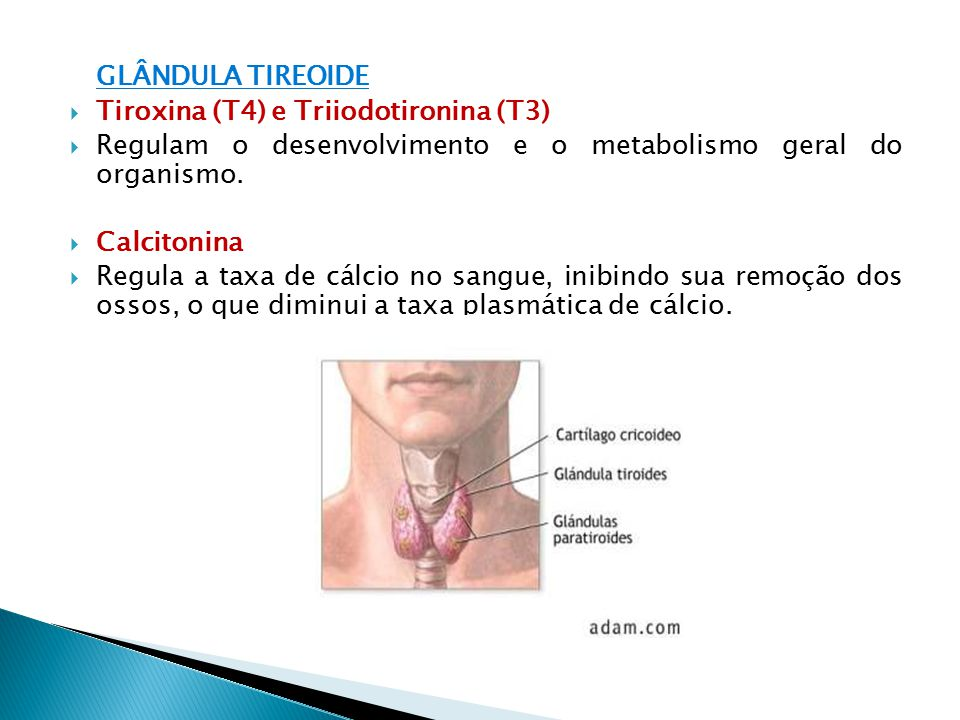 GLÂNDULA TIREOIDE
Tiroxina (T4) e Triiodotironina (T3)
Regulam o desenvolvimento e o metabolismo geral do
organismo.
Calcitonina
Regula a taxa de cálcio no sangue, inibindo sua remoção dos
ossos, o que diminui a taxa plasmática de cálcio.
Cartílago cricoideo
Glándula tiroides
Glándulas
paratiroides
adam.com